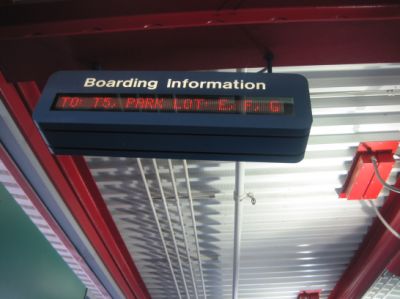 Boarding Information
TO: T5, PARK LOT: E, F, G